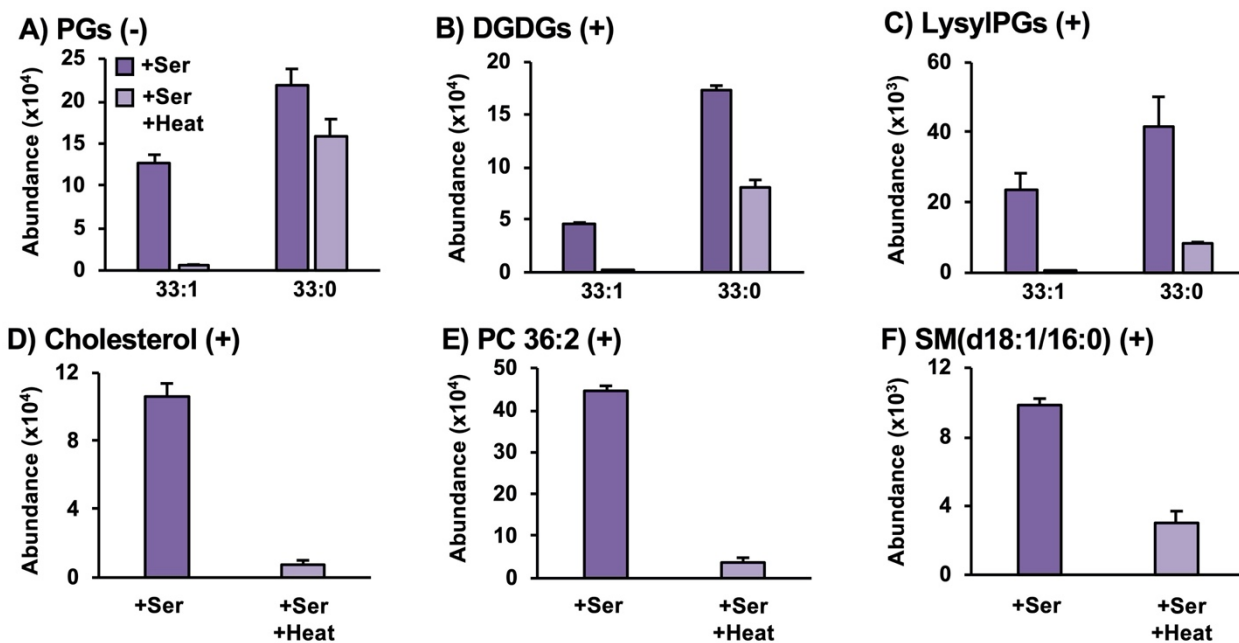 A) PGs (-)
Abundance (x10⁴)
25
20
15
10
5
0
+Ser
+Ser
+Heat
33:1
33:0
B) DGDGs (+)
Abundance (x10⁴)
20
15
10
5
0
33:1
33:0
C) LysylPGs (+)
Abundance (x10³)
60
40
20
0
33:1
33:0
D) Cholesterol (+)
Abundance (x10⁴)
12
8
4
0
+Ser
+Ser
+Heat
E) PC 36:2 (+)
Abundance (x10⁴)
50
40
30
20
10
0
+Ser
+Ser
+Heat
F) SM(d18:1/16:0) (+)
Abundance (x10³)
12
8
4
0
+Ser
+Ser
+Heat